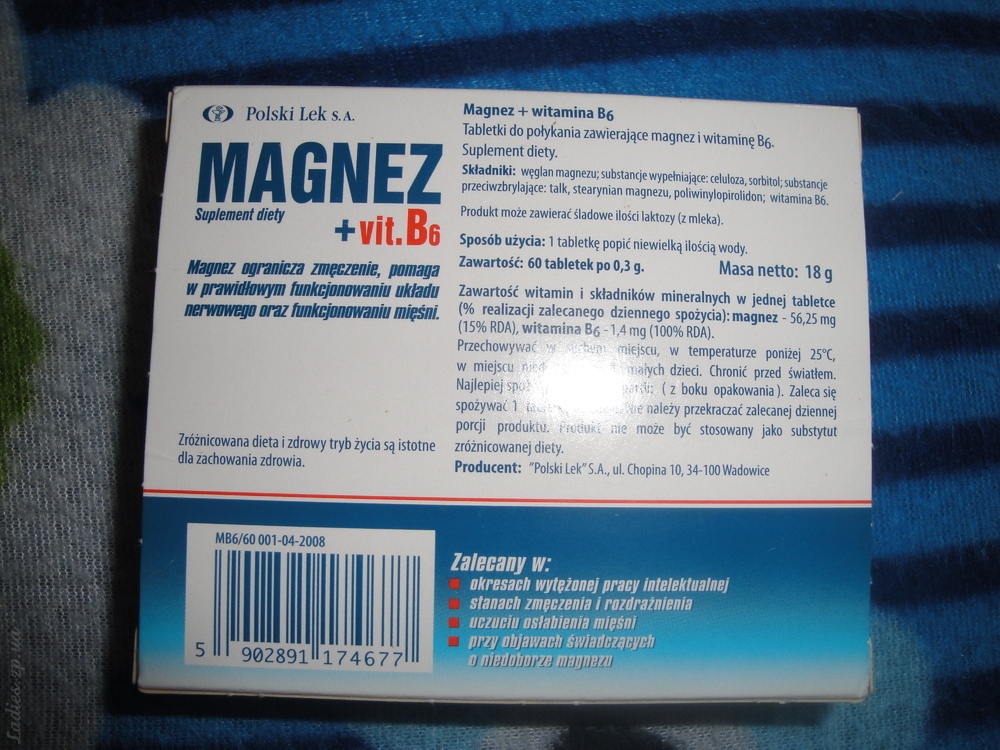 Polski Lek S.A.
MAGNEZ
Suplement diety
+vit.B6
Magnez ogranicza zmęczenie, pomaga
w prawidłowym funkcjonowaniu układu
nerwowego oraz funkcjonowaniu mięśni.
Zróżnicowana dieta i zdrowy tryb życia są istotne
dla zachowania zdrowia.
Magnez + witamina B6
Tabletki do połykania zawierające magnez i witaminę B6.
Suplement diety.
Składniki: węglan magnezu; substancje wypełniające: celuloza, sorbitol; substancje
przeciwzbrylające: talk, stearynian magnezu, poliwinylopirolidon; witamina B6.
Produkt może zawierać śladowe ilości laktozy (z mleka).
Sposób użycia: 1 tabletkę popić niewielką ilością wody.
Zawartość: 60 tabletek po 0,3 g. Masa netto: 18 g
Zawartość witamin i składników mineralnych w jednej tabletce
(% realizacji zalecanego dziennego spożycia): magnez - 56,25 mg
(15% RDA), witamina B6 - 1,4 mg (100% RDA).
Przechowywać w suchym miejscu, w temperaturze poniżej 25°C,
w miejscu małych dzieci. Chronić przed światłem.
Najlepiej (z boku opakowania). Zaleca się
spożywać 1 Nie należy przekraczać zalecanej dziennej
porcji produktu. Produkt nie może być stosowany jako substytut
zróżnicowanej diety.
Producent: "Polski Lek" S.A., ul. Chopina 10, 34-100 Wadowice
MB6/60 001-04-2008
5 902891 174677
Zalecany w:
okresach wytężonej pracy intelektualnej
stanach zmęczenia i rozdrażnienia
uczuciu osłabienia mięśni
przy objawach świadczących
o niedoborze magnezu